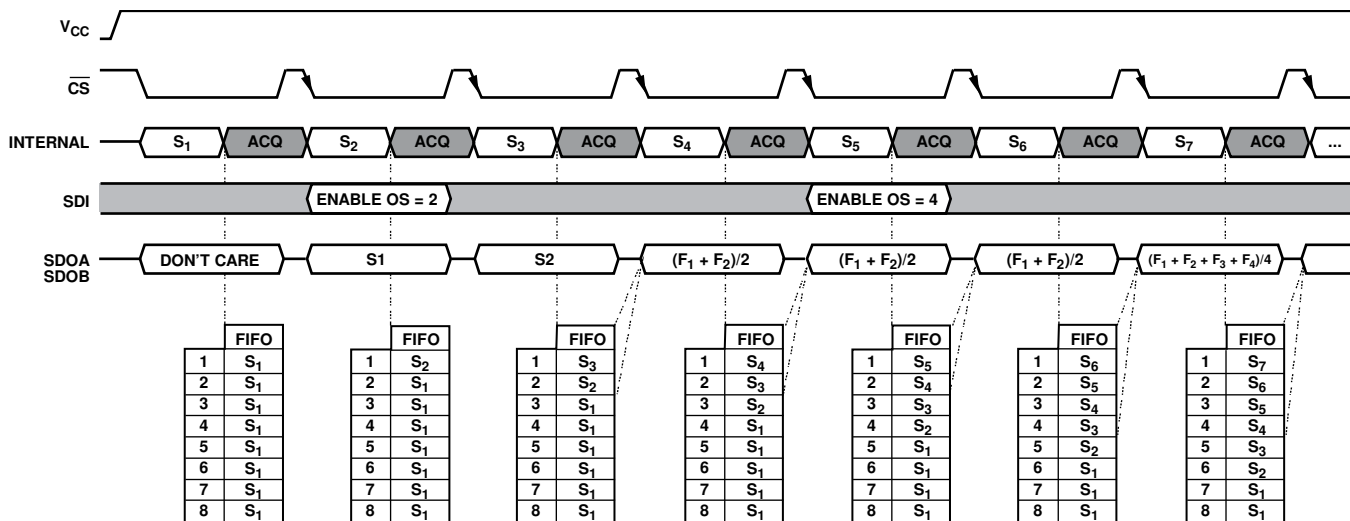 VCC
CS
INTERNAL S1 ACQ S2 ACQ S3 ACQ S4 ACQ S5 ACQ S6 ACQ S7 ACQ ...
SDI ENABLE OS = 2 ENABLE OS = 4
SDOA
SDOB DON'T CARE S1 S2 (F1 + F2)/2 (F1 + F2)/2 (F1 + F2)/2 (F1 + F2 + F3 + F4)/4
FIFO FIFO FIFO FIFO FIFO FIFO FIFO
1 S1 1 S2 1 S3 1 S4 1 S5 1 S6 1 S7
2 S1 2 S1 2 S2 2 S3 2 S4 2 S5 2 S6
3 S1 3 S1 3 S1 3 S2 3 S3 3 S4 3 S5
4 S1 4 S1 4 S1 4 S1 4 S2 4 S3 4 S4
5 S1 5 S1 5 S1 5 S1 5 S1 5 S2 5 S3
6 S1 6 S1 6 S1 6 S1 6 S1 6 S1 6 S2
7 S1 7 S1 7 S1 7 S1 7 S1 7 S1 7 S1
8 S1 8 S1 8 S1 8 S1 8 S1 8 S1 8 S1